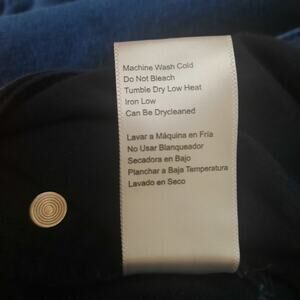 Machine Wash Cold
Do Not Bleach
Tumble Dry Low Heat
Iron Low
Can Be Drycleaned
Lavar a Máquina en Fría
No Usar Blanqueador
Secadora en Bajo
Planchar a Baja Temperatura
Lavado en Seco